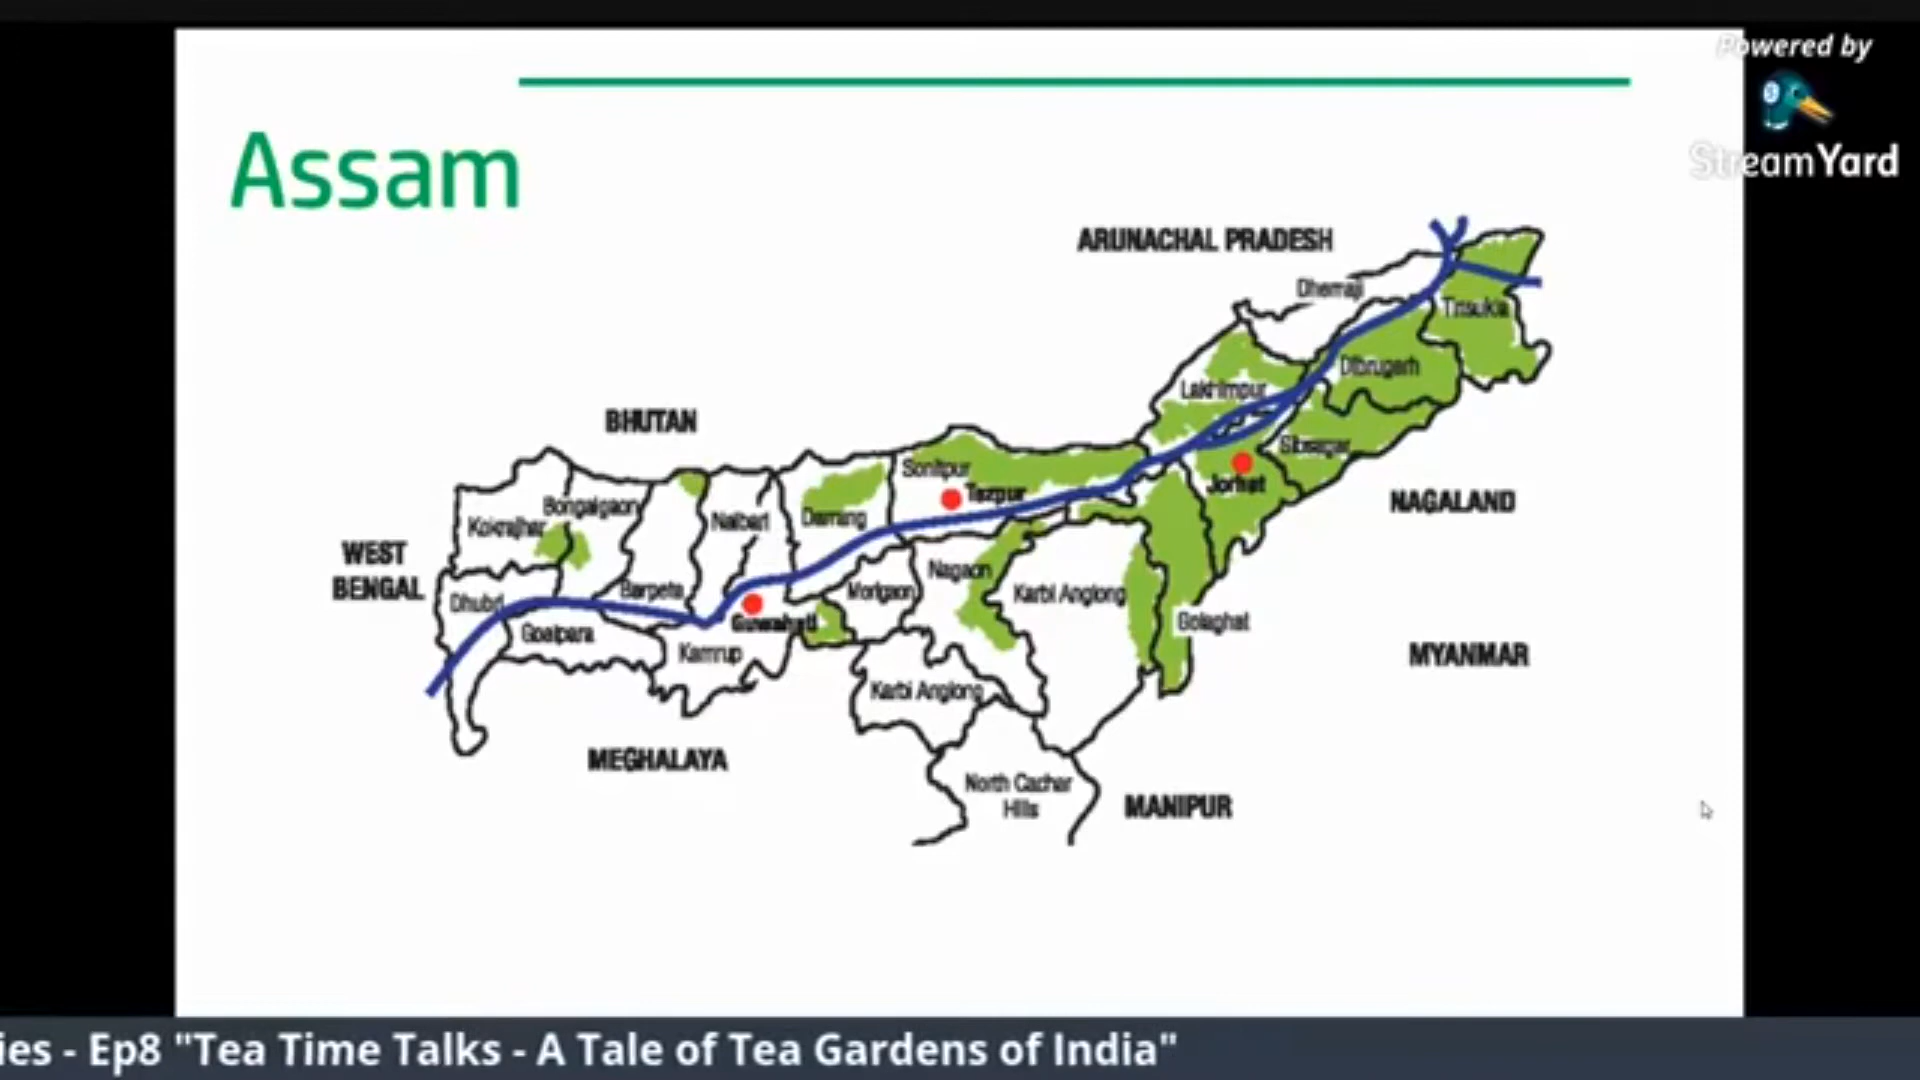 Powered by
StreamYard
Assam
ARUNACHAL PRADESH
Dhemaji
Tinsukia
Dibrugarh
Lakhimpur
BHUTAN
Sibsagar
Sonitpur
Jorhat
Tezpur
NAGALAND
Bongaigaon
Kokrajhar
Nalbari
Darrang
WEST
BENGAL
Nagaon
Barpeta
Morigaon
Karbi Anglong
Dhubri
Golaghat
Guwahati
Goalpara
Kamrup
MYANMAR
Karbi Anglong
MEGHALAYA
North Cachar
Hills
MANIPUR
ies - Ep8 "Tea Time Talks - A Tale of Tea Gardens of India"